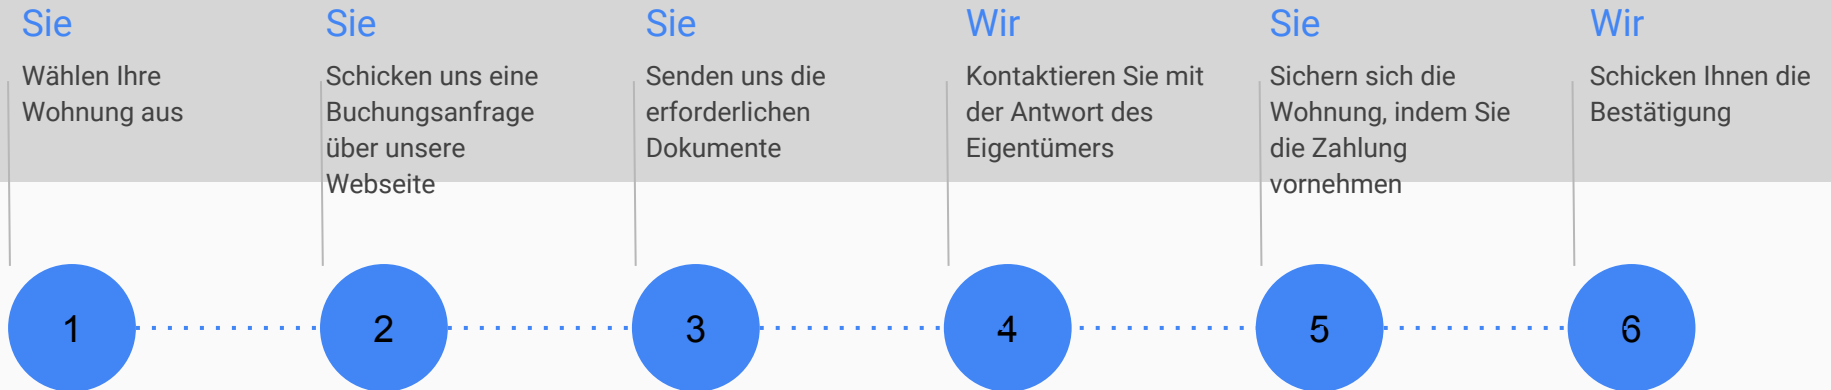 Sie
Wählen Ihre
Wohnung aus
Sie
Schicken uns eine
Buchungsanfrage
über unsere
Webseite
Sie
Senden uns die
erforderlichen
Dokumente
Wir
Kontaktieren Sie mit
der Antwort des
Eigentümers
Sie
Sichern sich die
Wohnung, indem Sie
die Zahlung
vornehmen
Wir
Schicken Ihnen die
Bestätigung
1
2
3
4
5
6